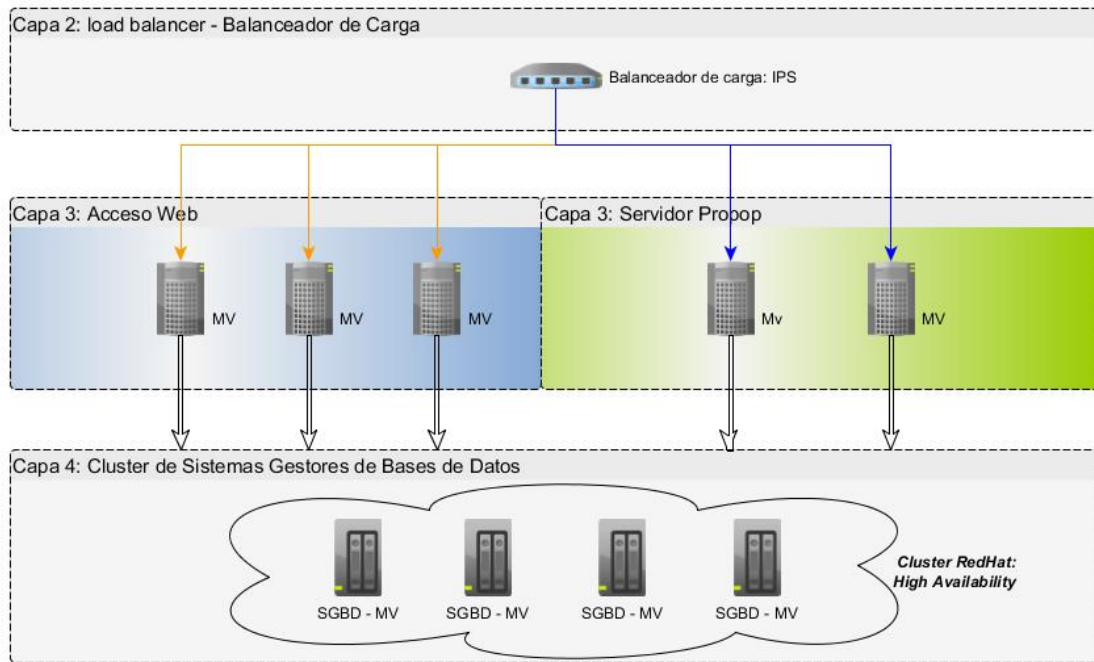 Capa 2: load balancer - Balanceador de Carga
Balanceador de carga: IPS
Capa 3: Acceso Web
Capa 3: Servidor Propop
MV
MV
MV
Mv
MV
Capa 4: Cluster de Sistemas Gestores de Bases de Datos
Cluster RedHat:
High Availability
SGBD - MV
SGBD - MV
SGBD - MV
SGBD - MV